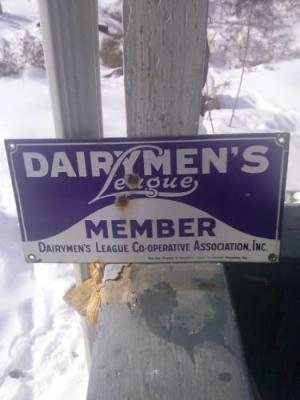 DAIRYMEN'S
League
MEMBER
DAIRYMEN'S LEAGUE CO-OPERATIVE ASSOCIATION, INC.